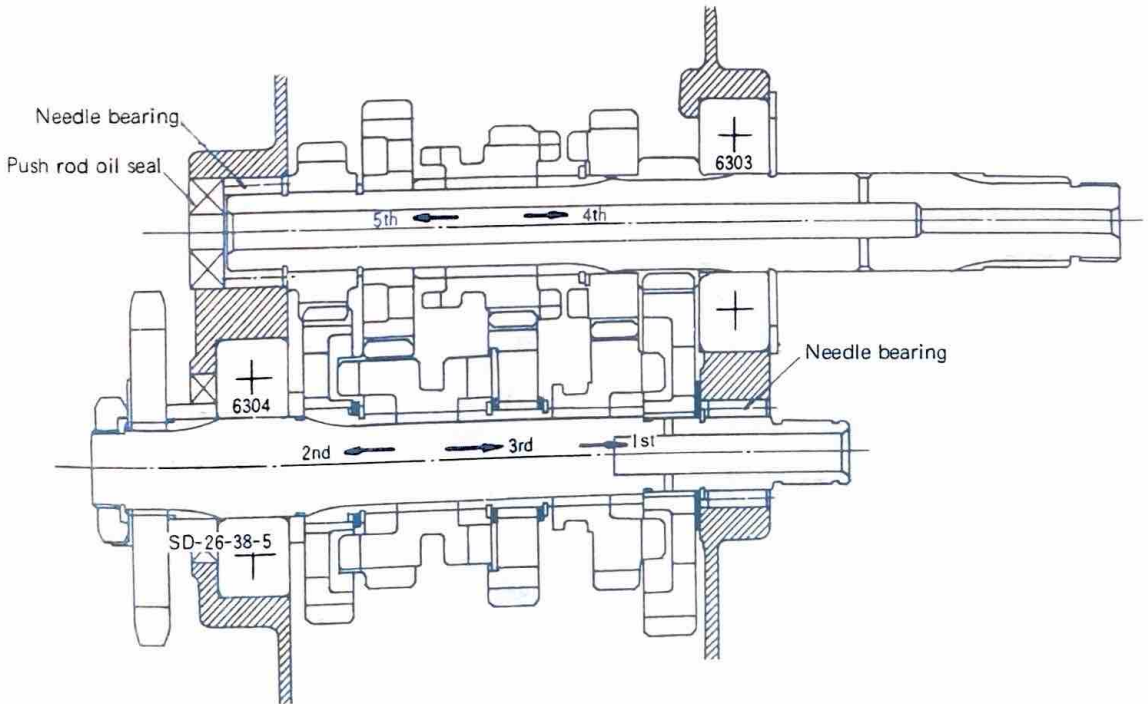 Needle bearing
Push rod oil seal
6303
5th
4th
Needle bearing
6304
2nd
3rd
1st
SD-26-38-5